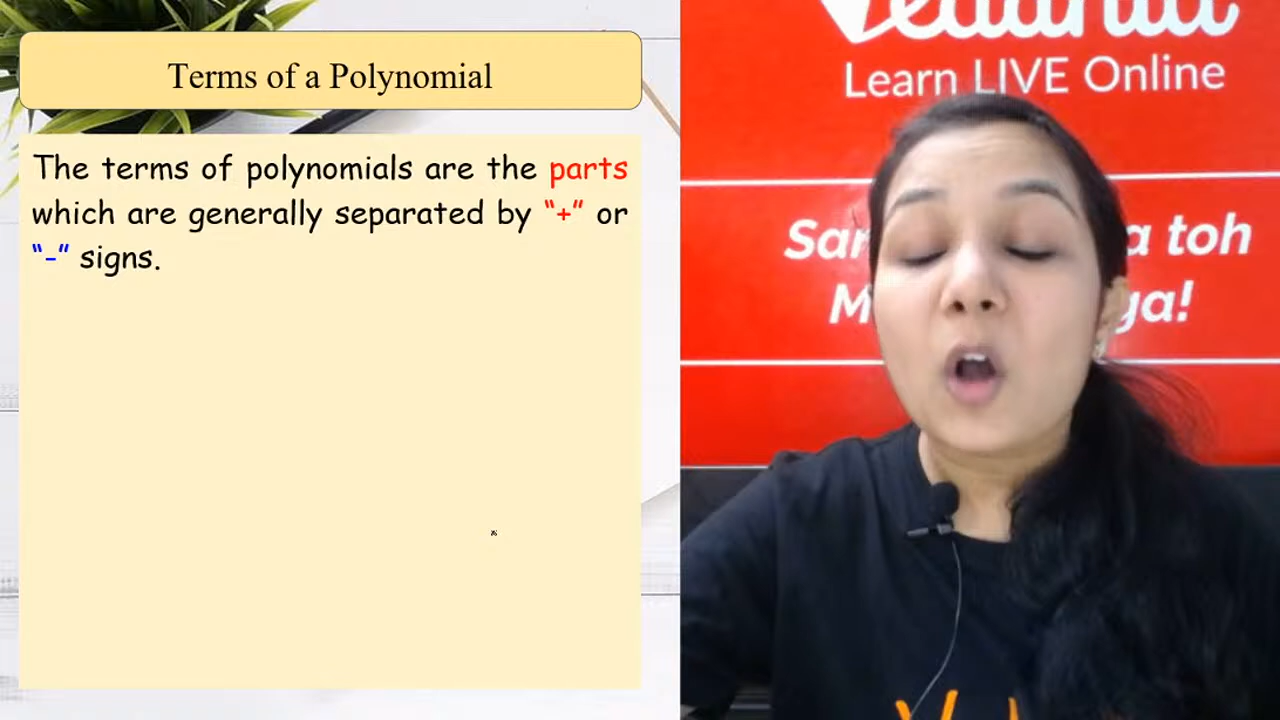 Terms of a Polynomial
The terms of polynomials are the parts
which are generally separated by “+” or
“-” signs.
Learn LIVE Online
toh